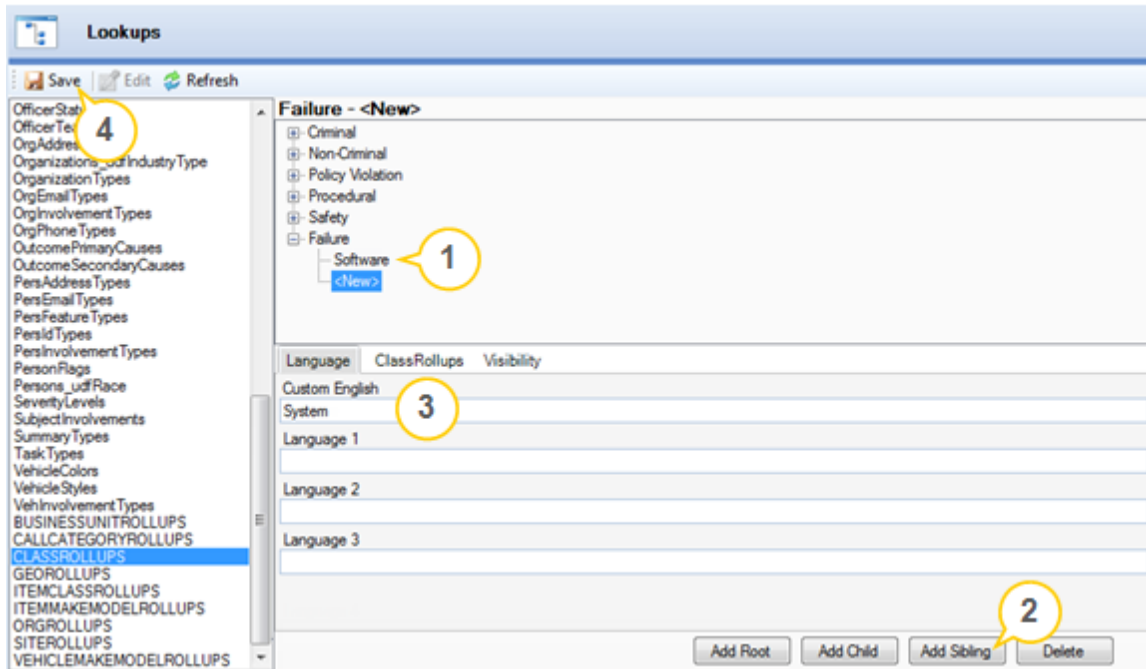 Lookups
Save Edit Refresh
OfficerStat
OfficerTea
OrgAddres
Organizations_udfIndustryType
OrganizationTypes
OrgEmailTypes
OrgInvolvementTypes
OrgPhoneTypes
OutcomePrimaryCauses
OutcomeSecondaryCauses
PersAddressTypes
PersEmailTypes
PersFeatureTypes
PersIdTypes
PersInvolvementTypes
PersonFlags
Persons_udfRace
SeverityLevels
SubjectInvolvements
SummaryTypes
TaskTypes
VehicleColors
VehicleStyles
VehInvolvementTypes
BUSINESSUNITROLLUPS
CALLCATEGORYROLLUPS
CLASSROLLUPS
GEOROLLUPS
ITEMCLASSROLLUPS
ITEMMAKEMODELROLLUPS
ORGROLLUPS
SITEROLLUPS
VEHICLEMAKEMODELROLLUPS
4
Failure - <New>
Criminal
Non-Criminal
Policy Violation
Procedural
Safety
Failure
Software
1
<New>
Language ClassRollups Visibility
Custom English
System
3
Language 1
Language 2
Language 3
2
Add Root Add Child Add Sibling Delete